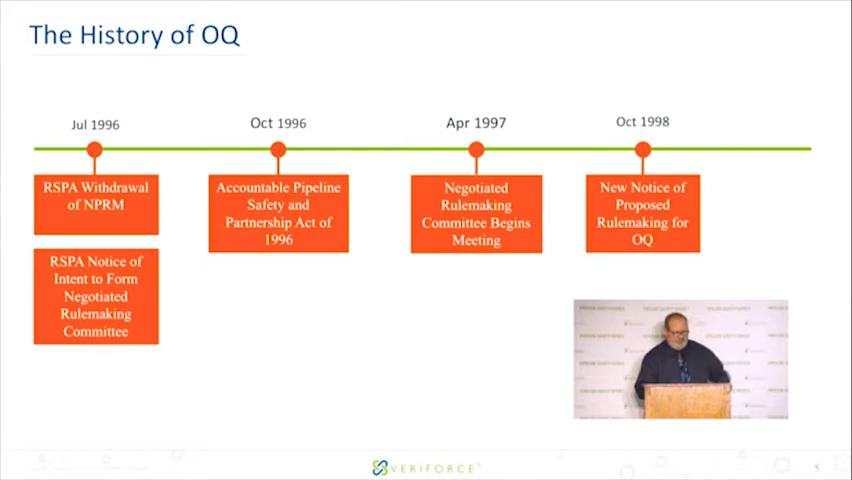 The History of OQ
Jul 1996
Oct 1996
Apr 1997
Oct 1998
RSPA Withdrawal
of NPRM
RSPA Notice of
Intent to Form
Negotiated
Rulemaking
Committee
Accountable Pipeline
Safety and
Partnership Act of
1996
Negotiated
Rulemaking
Committee Begins
Meeting
New Notice of
Proposed
Rulemaking for
OQ
VERIFORCE™
5